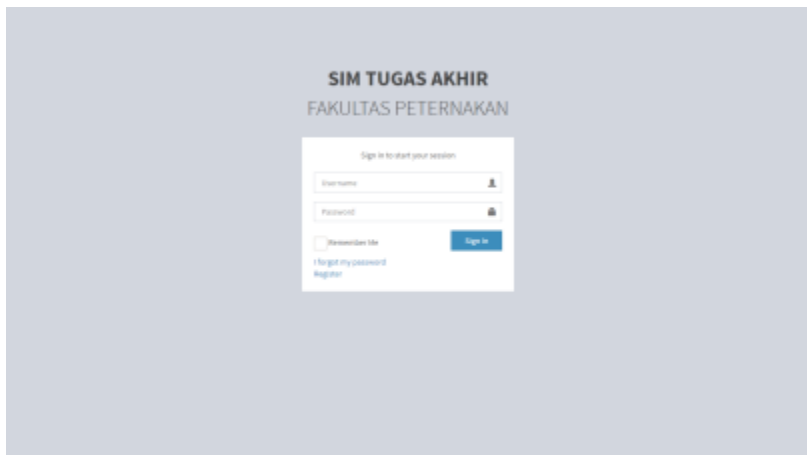 SIM TUGAS AKHIR
FAKULTAS PETERNAKAN
Sign in to start your session
Username
Password
Remember Me
Sign In
I forgot my password
Register